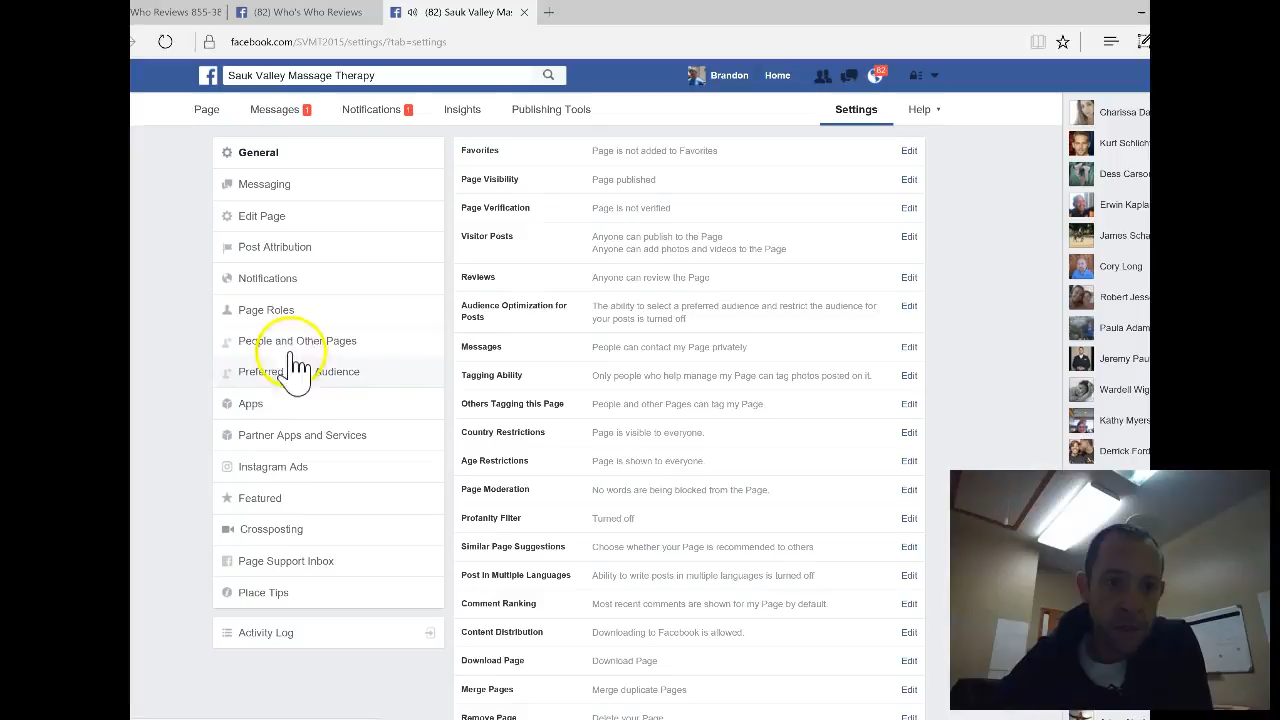 Who Reviews 855-38
(82) Who's Who Reviews
(82) Sauk Valley Mas
facebook.com/SVMT2015/settings/?tab=settings
f
Sauk Valley Massage Therapy
Brandon
Home
82
Page
Messages 1
Notifications 1
Insights
Publishing Tools
Settings
Help
General
Messaging
Edit Page
Post Attribution
Notifications
Page Roles
People and Other Pages
Preferred Audience
Apps
Partner Apps and Services
Instagram Ads
Featured
Crossposting
Page Support Inbox
Place Tips
Activity Log
Favorites Page is not added to Favorites Edit
Page Visibility Page published Edit
Page Verification Page is not verified Edit
Visitor Posts Anyone can publish to the Page Edit
Anyone can add photos and videos to the Page
Reviews Anyone can review the Page Edit
Audience Optimization for The ability to select a preferred audience and restrict the audience for Edit
Posts your posts is turned off
Messages People can contact my Page privately Edit
Tagging Ability Only people who help manage my Page can tag photos posted on it. Edit
Others Tagging this Page People and other Pages can tag my Page Edit
Country Restrictions Page is visible to everyone. Edit
Age Restrictions Page is shown to everyone. Edit
Page Moderation No words are being blocked from the Page. Edit
Profanity Filter Turned off Edit
Similar Page Suggestions Choose whether your Page is recommended to others Edit
Post in Multiple Languages Ability to write posts in multiple languages is turned off Edit
Comment Ranking Most recent comments are shown for my Page by default. Edit
Content Distribution Downloading to Facebook is allowed. Edit
Download Page Download Page Edit
Merge Pages Merge duplicate Pages Edit
Remove Page Delete your Page Edit
Charissa Da
Kurt Schlich
Dess Carson
Erwin Kapla
James Scha
Cory Long
Robert Jess
Paula Adam
Jeremy Pau
Wardell Wig
Kathy Myers
Derrick Ford